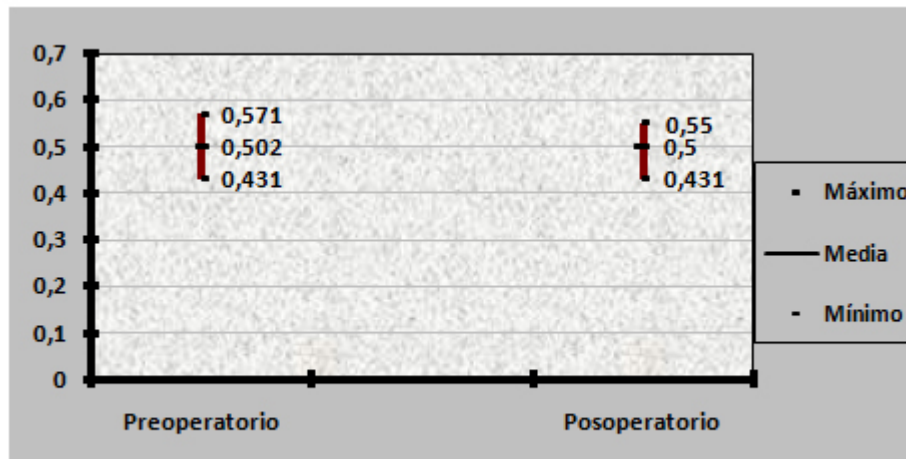 0,7
0,6
0,5
0,4
0,3
0,2
0,1
0
0,571
0,502
0,431
0,55
0,5
0,431
Máximo
Media
Mínimo
Preoperatorio
Posoperatorio